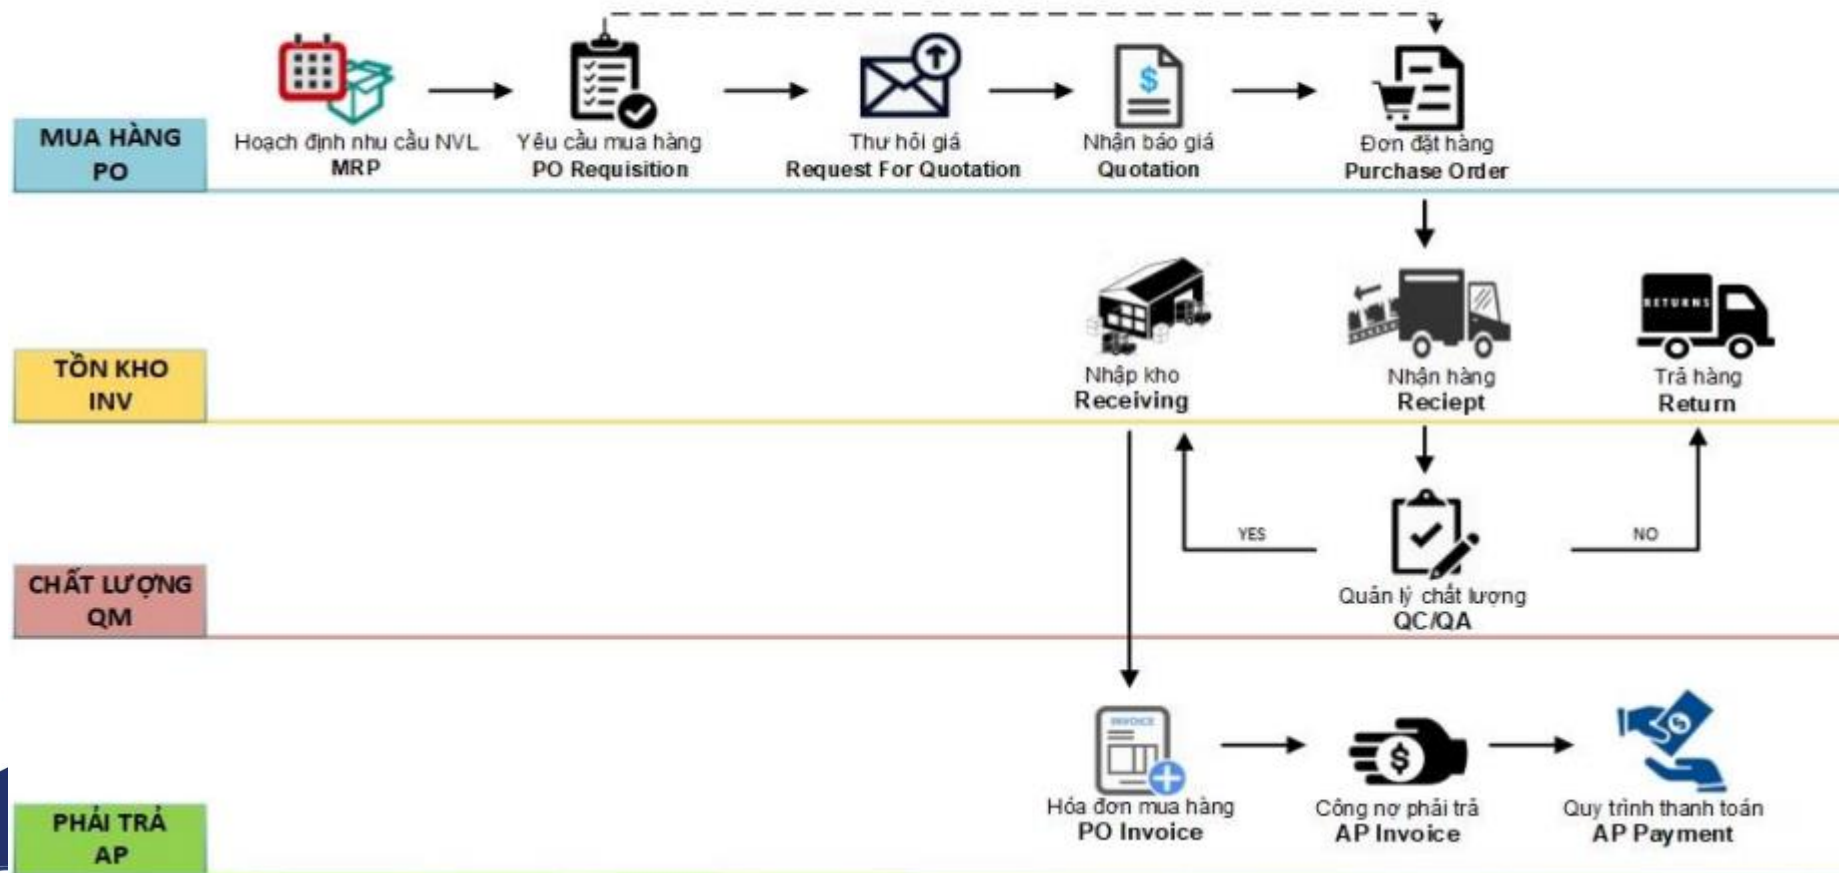 MUA HÀNG
PO
Hoạch định nhu cầu NVL
MRP
Yêu cầu mua hàng
PO Requisition
Thư hỏi giá
Request For Quotation
$
Nhận báo giá
Quotation
Đơn đặt hàng
Purchase Order
TỒN KHO
INV
Nhập kho
Receiving
Nhận hàng
Reciept
RETURNS
Trả hàng
Return
YES
NO
CHẤT LƯỢNG
QM
Quản lý chất lượng
QC/QA
PHẢI TRẢ
AP
INVOICE
Hóa đơn mua hàng
PO Invoice
$
Công nợ phải trả
AP Invoice
$
Quy trình thanh toán
AP Payment